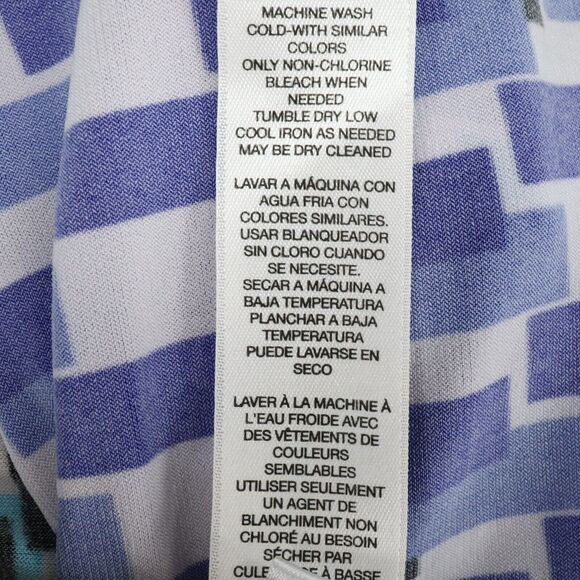 MACHINE WASH
COLD-WITH SIMILAR
COLORS
ONLY NON-CHLORINE
BLEACH WHEN
NEEDED
TUMBLE DRY LOW
COOL IRON AS NEEDED
MAY BE DRY CLEANED
LAVAR A MÁQUINA CON
AGUA FRIA CON
COLORES SIMILARES.
USAR BLANQUEADOR
SIN CLORO CUANDO
SE NECESITE.
SECAR A MÁQUINA A
BAJA TEMPERATURA
PLANCHAR A BAJA
TEMPERATURA
PUEDE LAVARSE EN
SECO
LAVER À LA MACHINE À
L'EAU FROIDE AVEC
DES VÊTEMENTS DE
COULEURS
SEMBLABLES
UTILISER SEULEMENT
UN AGENT DE
BLANCHIMENT NON
CHLORÉ AU BESOIN
SÉCHER PAR
À BASSE